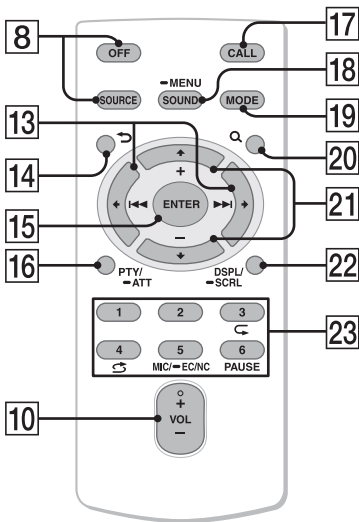 8
OFF
CALL
17
- MENU
18
SOURCE
SOUND
MODE
19
13
20
14
+
ENTER
21
15
−
16
PTY/
- ATT
DSPL/
- SCRL
22
1
2
3
23
4
5
6
MIC/- EC/NC
PAUSE
10
+
VOL
−